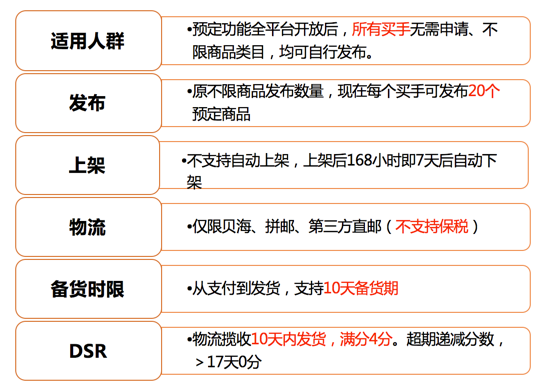 适用人群
•预定功能全平台开放后，所有买手无需申请、不
限商品类目，均可自行发布。
发布
•原不限商品发布数量，现在每个买手可发布20个
预定商品
上架
•不支持自动上架，上架后168小时即7天后自动下
架
物流
•仅限贝海、拼邮、第三方直邮（不支持保税）
备货时限
•从支付到发货，支持10天备货期
DSR
•物流揽收10天内发货，满分4分。超期递减分数，
＞17天0分